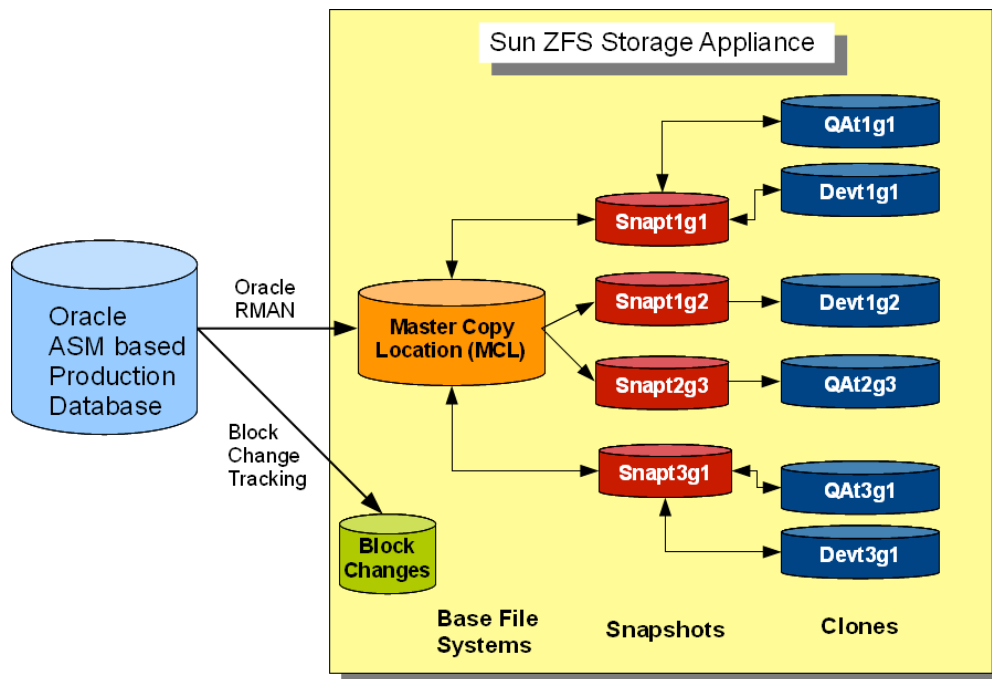 Sun ZFS Storage Appliance
QAt1g1
Devt1g1
Snapt1g1
Oracle
RMAN
Oracle
ASM based
Production
Database
Master Copy
Location (MCL)
Snapt1g2
Devt1g2
Snapt2g3
QAt2g3
Block
Change
Tracking
Snapt3g1
QAt3g1
Devt3g1
Block
Changes
Base File
Systems
Snapshots
Clones